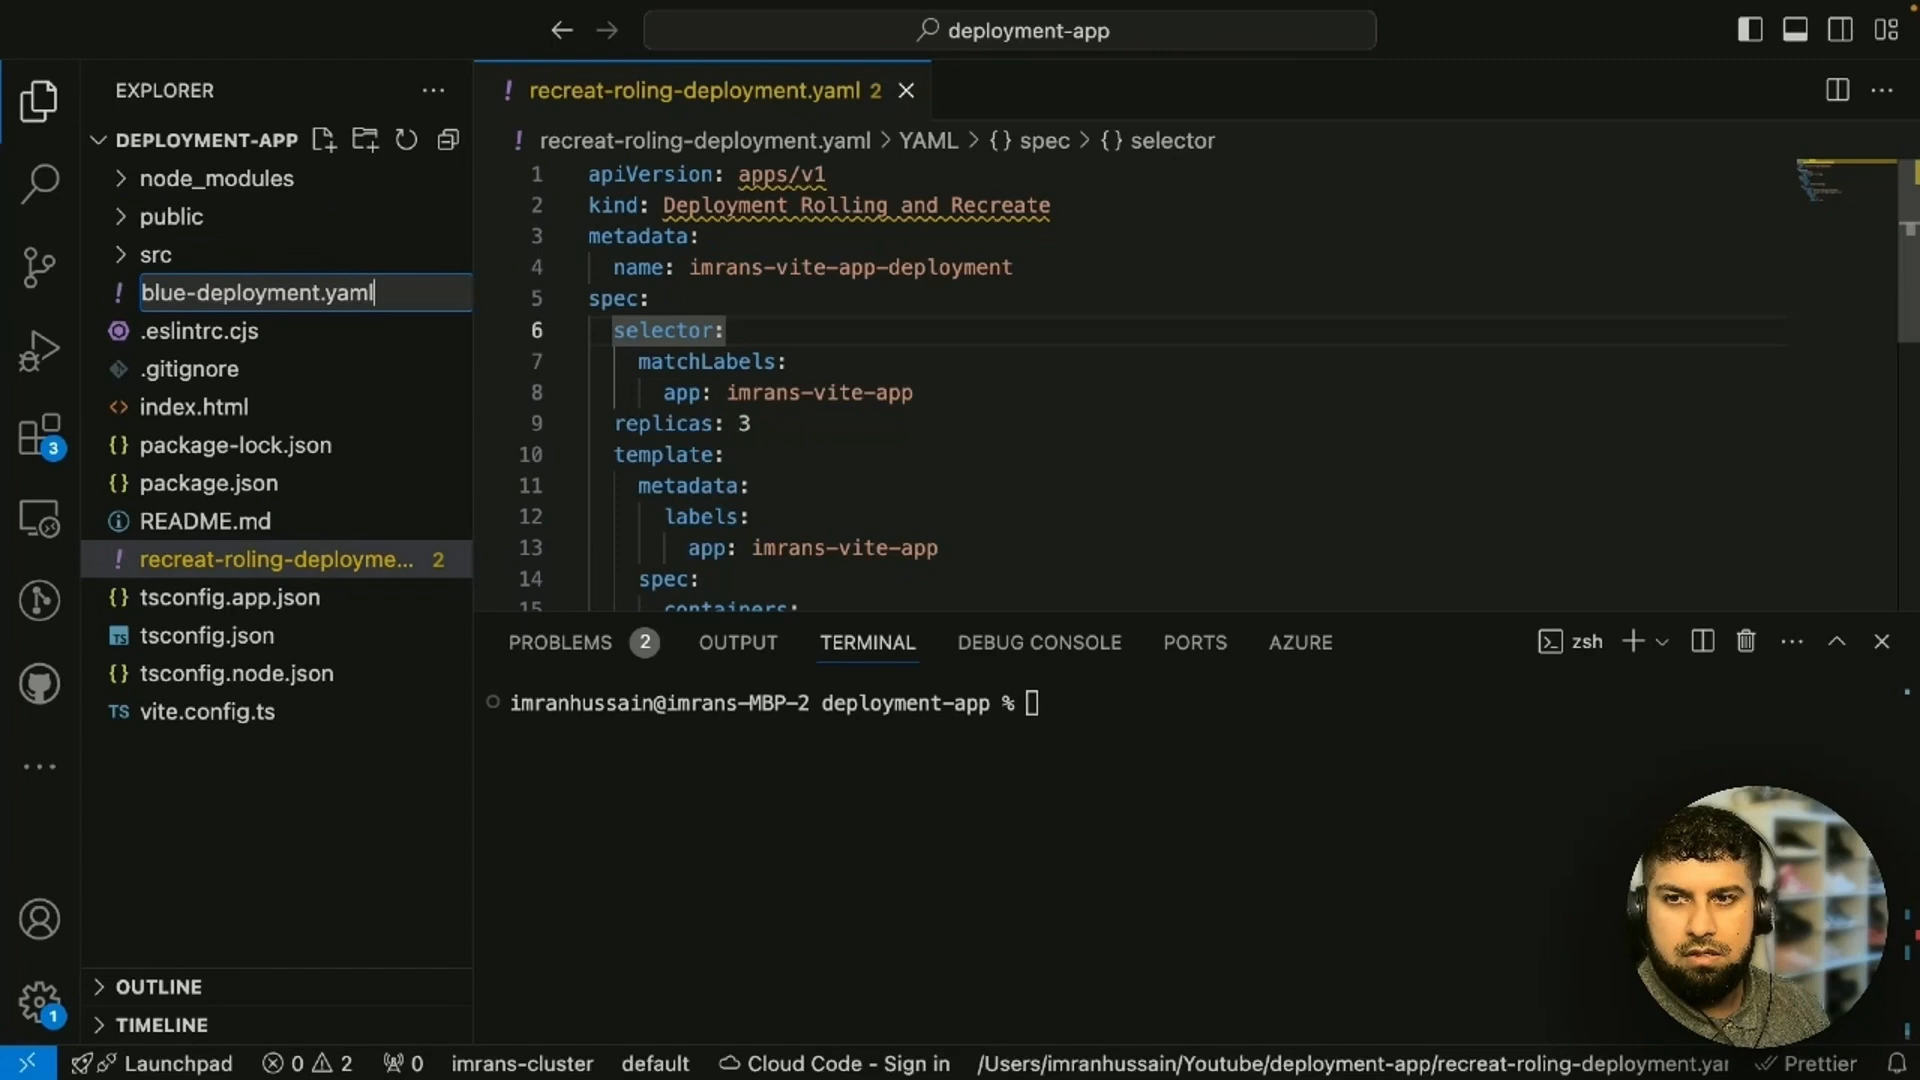 deployment-app
EXPLORER
recreat-roling-deployment.yaml 2
DEPLOYMENT-APP
recreat-roling-deployment.yaml > YAML > {} spec > {} selector
node_modules
public
src
blue-deployment.yaml
.eslintrc.cjs
.gitignore
index.html
package-lock.json
package.json
README.md
recreat-roling-deployme... 2
tsconfig.app.json
TS tsconfig.json
tsconfig.node.json
TS vite.config.ts
OUTLINE
TIMELINE
3
1
1 apiVersion: apps/v1
2 kind: Deployment Rolling and Recreate
3 metadata:
4 name: imrans-vite-app-deployment
5 spec:
6 selector:
7 matchLabels:
8 app: imrans-vite-app
9 replicas: 3
10 template:
11 metadata:
12 labels:
13 app: imrans-vite-app
14 spec:
15 containers:
PROBLEMS 2 OUTPUT TERMINAL DEBUG CONSOLE PORTS AZURE zsh
imranhussain@imrans-MBP-2 deployment-app %
Launchpad 0 2 0 imrans-cluster default Cloud Code - Sign in /Users/imranhussain/Youtube/deployment-app/recreat-roling-deployment.yar Prettier